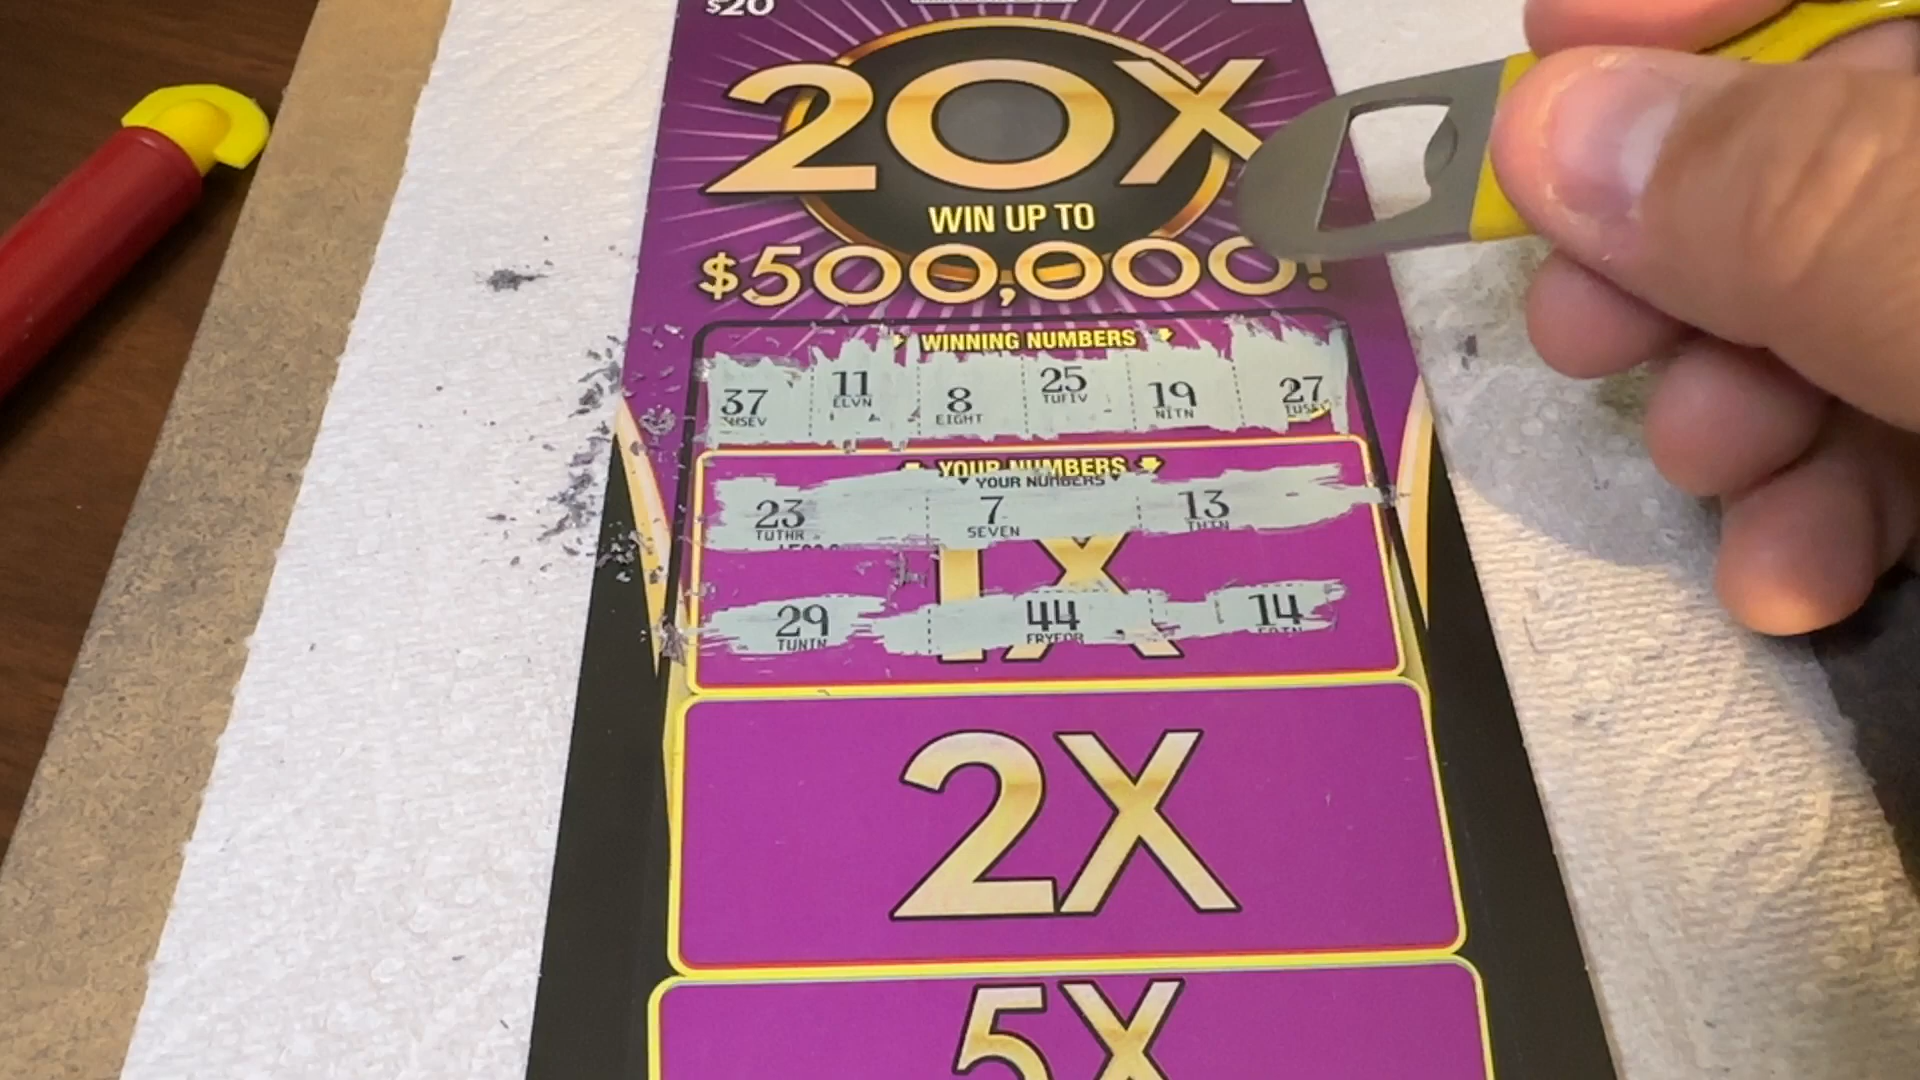 $20
20X
WIN UP TO
$500,000!
WINNING NUMBERS
37 11 8 25 19 27
ELVN EIGHT TUFIV NITN
YOUR NUMBERS
YOUR NUMBERS
23 7 13
TUTHR SEVEN THTN
1X
29 44 14
TUNIN FRYFOR
2X
5X